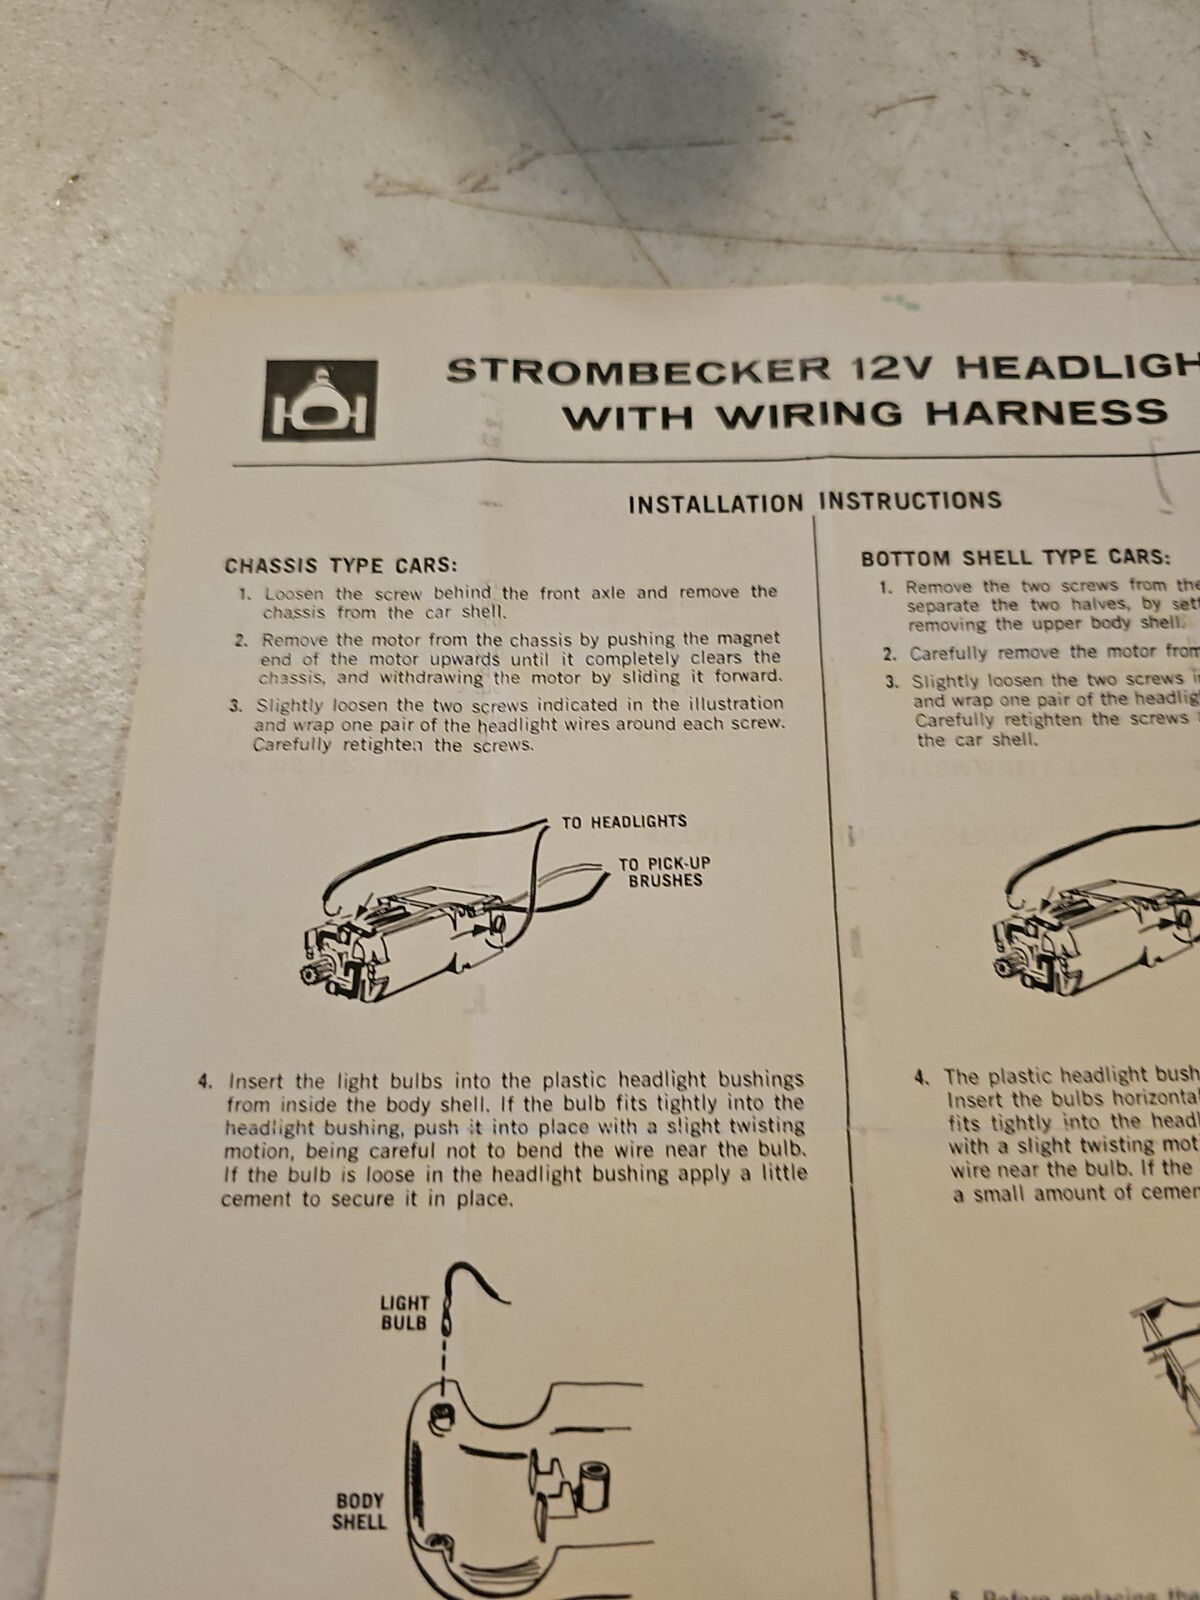 STROMBECKER 12V HEADLIGH
WITH WIRING HARNESS
INSTALLATION INSTRUCTIONS
CHASSIS TYPE CARS:
1. Loosen the screw behind the front axle and remove the
chassis from the car shell.
2. Remove the motor from the chassis by pushing the magnet
end of the motor upwards until it completely clears the
chassis, and withdrawing the motor by sliding it forward.
3. Slightly loosen the two screws indicated in the illustration
and wrap one pair of the headlight wires around each screw.
Carefully retighten the screws.
TO HEADLIGHTS
TO PICK-UP
BRUSHES
4. Insert the light bulbs into the plastic headlight bushings
from inside the body shell. If the bulb fits tightly into the
headlight bushing, push it into place with a slight twisting
motion, being careful not to bend the wire near the bulb.
If the bulb is loose in the headlight bushing apply a little
cement to secure it in place.
LIGHT
BULB
BODY
SHELL
BOTTOM SHELL TYPE CARS:
1. Remove the two screws from the
separate the two halves, by sett
removing the upper body shell.
2. Carefully remove the motor from
3. Slightly loosen the two screws i
and wrap one pair of the headlig
Carefully retighten the screws
the car shell.
4. The plastic headlight bush
Insert the bulbs horizontal
fits tightly into the headl
with a slight twisting mot
wire near the bulb. If the
a small amount of cemen
5. Before replacing the